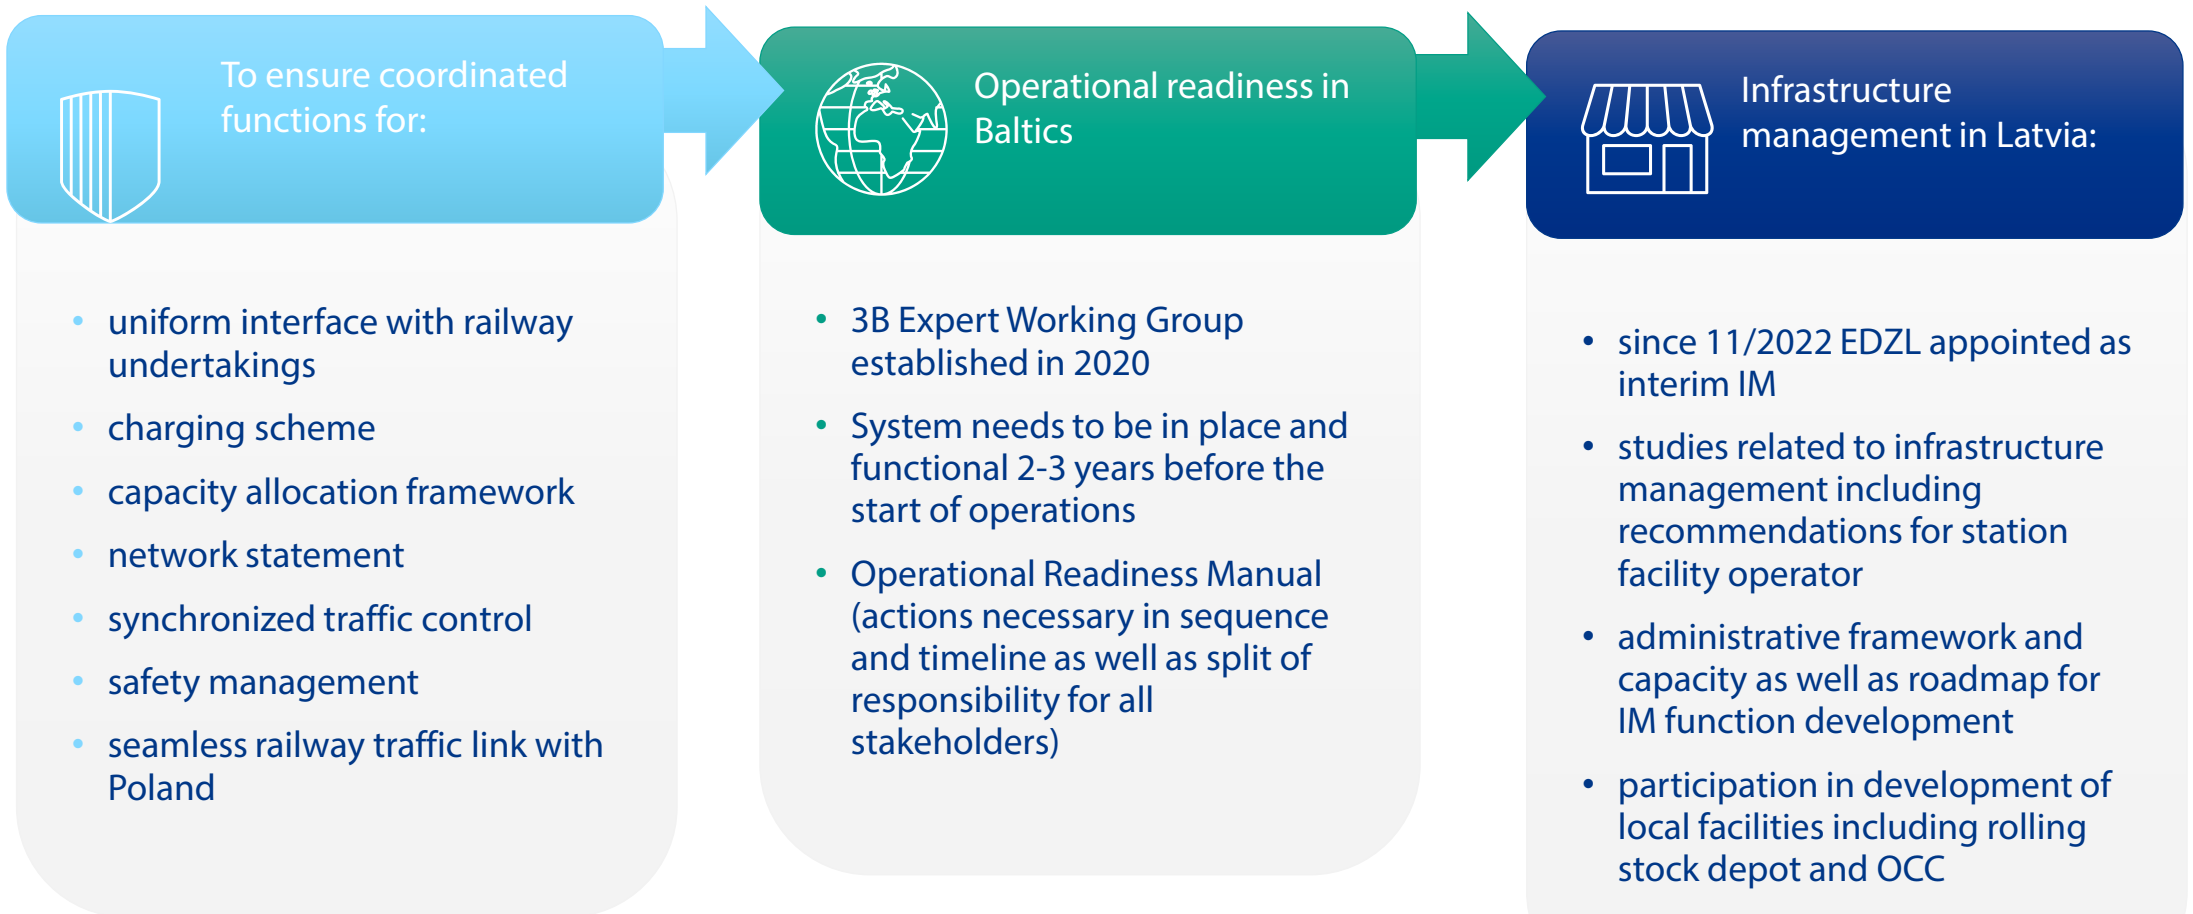 To ensure coordinated
functions for:
• uniform interface with railway
undertakings
• charging scheme
• capacity allocation framework
• network statement
• synchronized traffic control
• safety management
• seamless railway traffic link with
Poland
Operational readiness in
Baltics
• 3B Expert Working Group
established in 2020
• System needs to be in place and
functional 2-3 years before the
start of operations
• Operational Readiness Manual
(actions necessary in sequence
and timeline as well as split of
responsibility for all
stakeholders)
Infrastructure
management in Latvia:
• since 11/2022 EDZL appointed as
interim IM
• studies related to infrastructure
management including
recommendations for station
facility operator
• administrative framework and
capacity as well as roadmap for
IM function development
• participation in development of
local facilities including rolling
stock depot and OCC